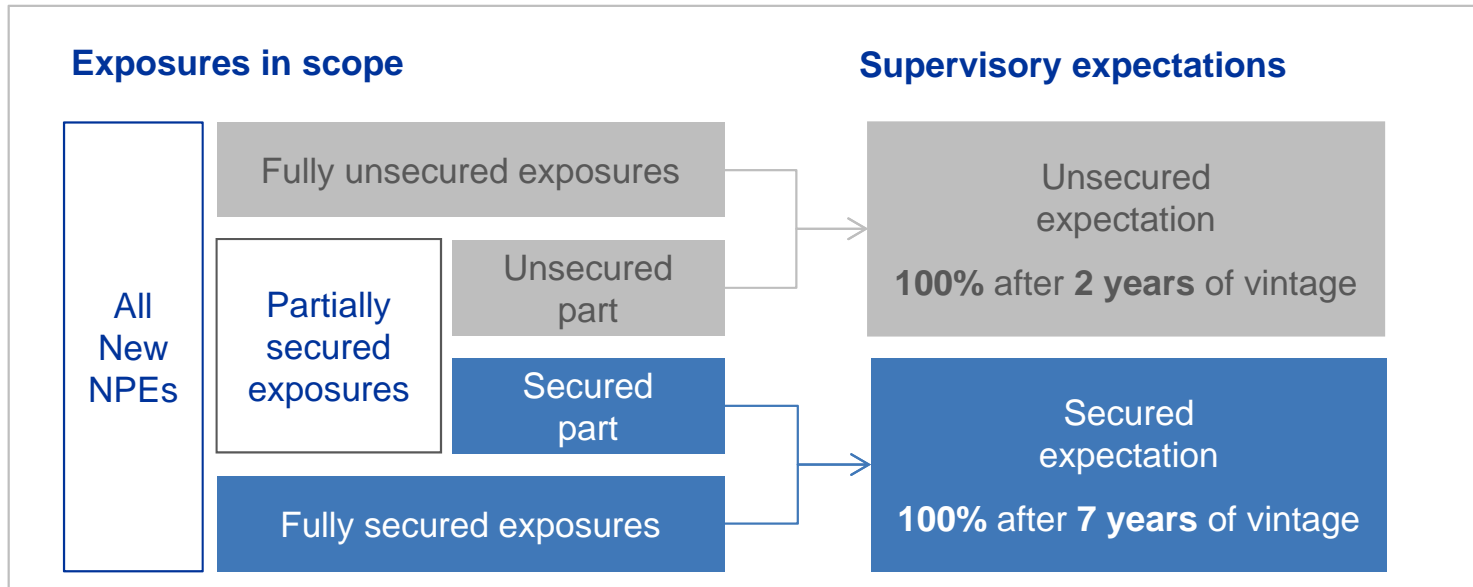 Exposures in scope
Supervisory expectations
All
New
NPEs
Fully unsecured exposures
Partially
secured
exposures
Unsecured
part
Secured
part
Fully secured exposures
Unsecured
expectation
100% after 2 years of vintage
Secured
expectation
100% after 7 years of vintage